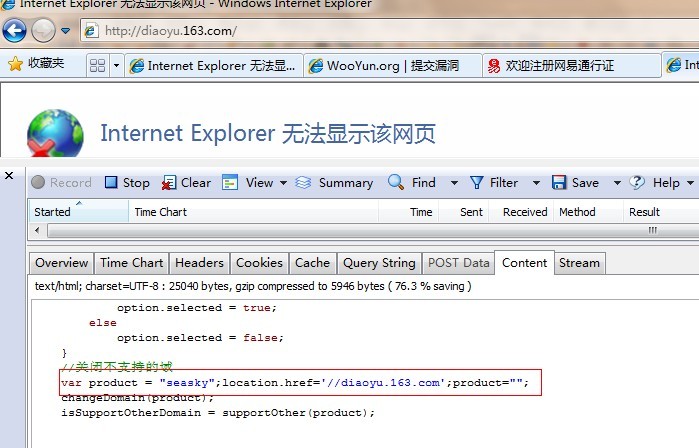 Internet Explorer 无法显示该网页 - Windows Internet Explorer
http://diaoyu.163.com/
收藏夹 Internet Explorer 无法显... WooYun.org | 提交漏洞 欢迎注册网易通行证 Int
Internet Explorer 无法显示该网页
Record Stop Clear View Summary Find Filter Save Help
Started Time Chart Time Sent Received Method Result
Overview Time Chart Headers Cookies Cache Query String POST Data Content Stream
text/html; charset=UTF-8 : 25040 bytes, gzip compressed to 5946 bytes ( 76.3 % saving )
option.selected = true;
else
option.selected = false;
}
//关闭不支持的域
var product = "seasky";location.href='//diaoyu.163.com';product="";
changeDomain(product);
isSupportOtherDomain = supportOther(product);